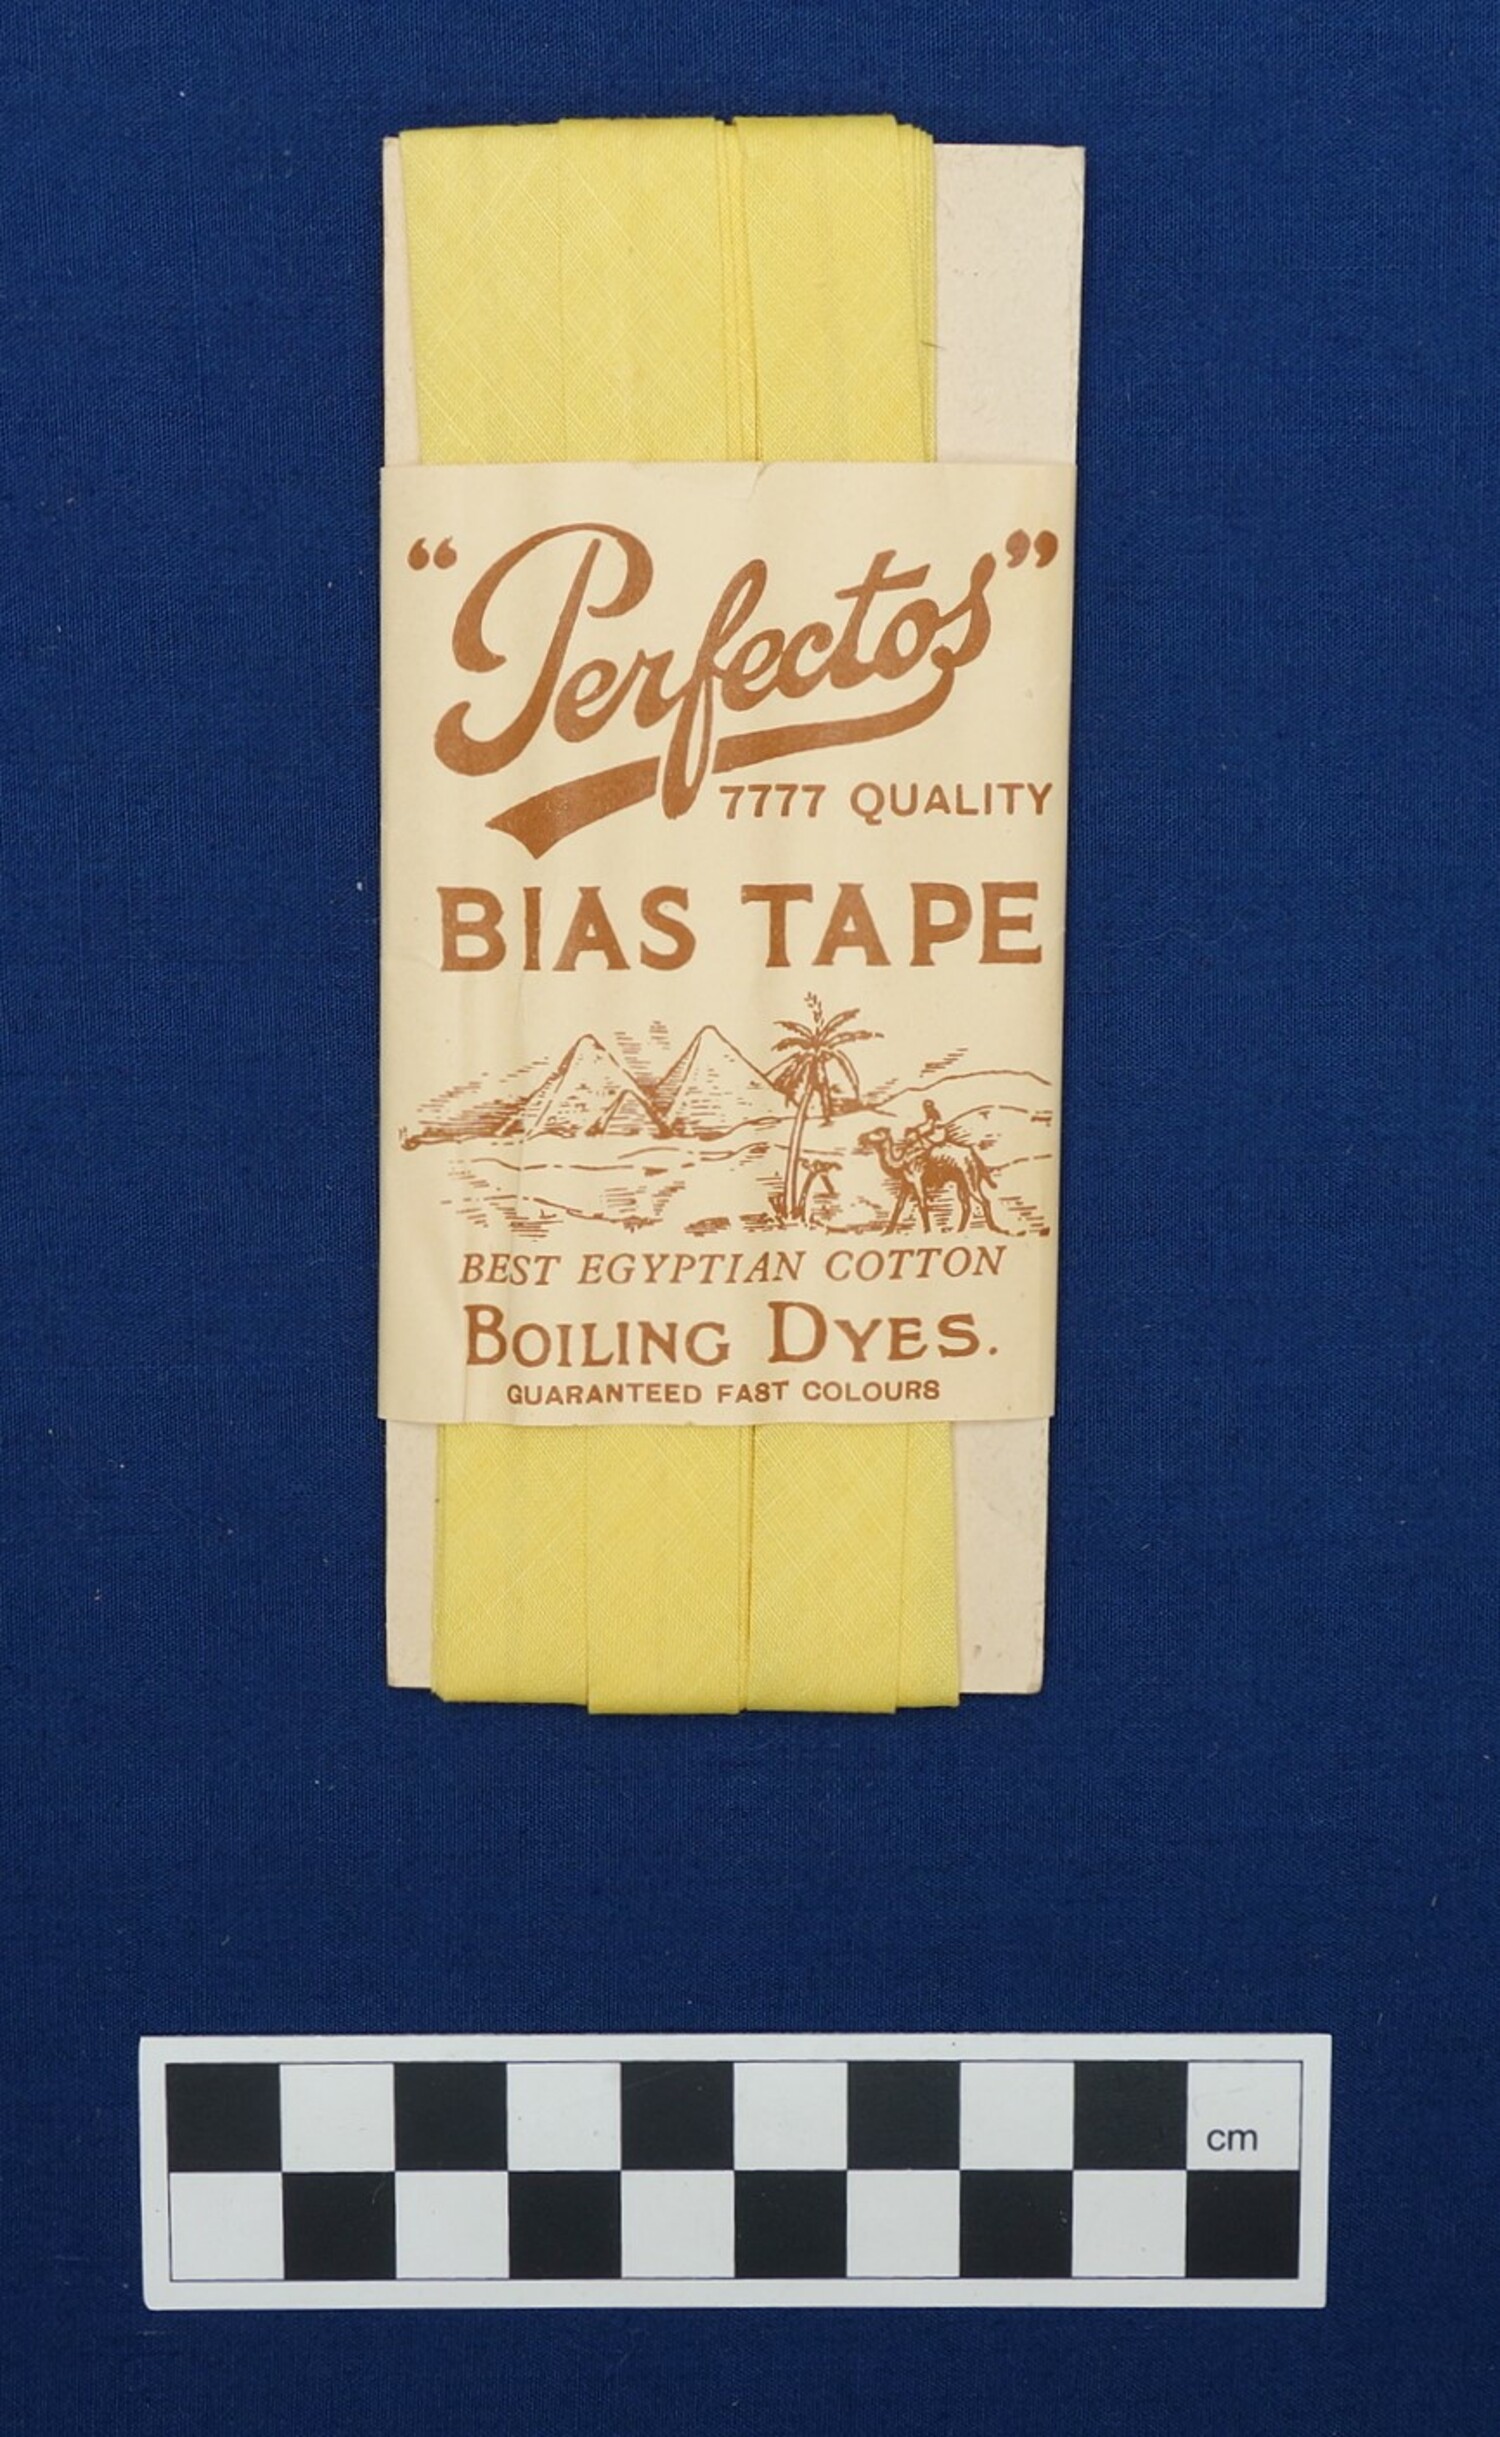 “Perfectos”
7777 QUALITY
BIAS TAPE
BEST EGYPTIAN COTTON
BOILING DYES.
GUARANTEED FAST COLOURS
cm